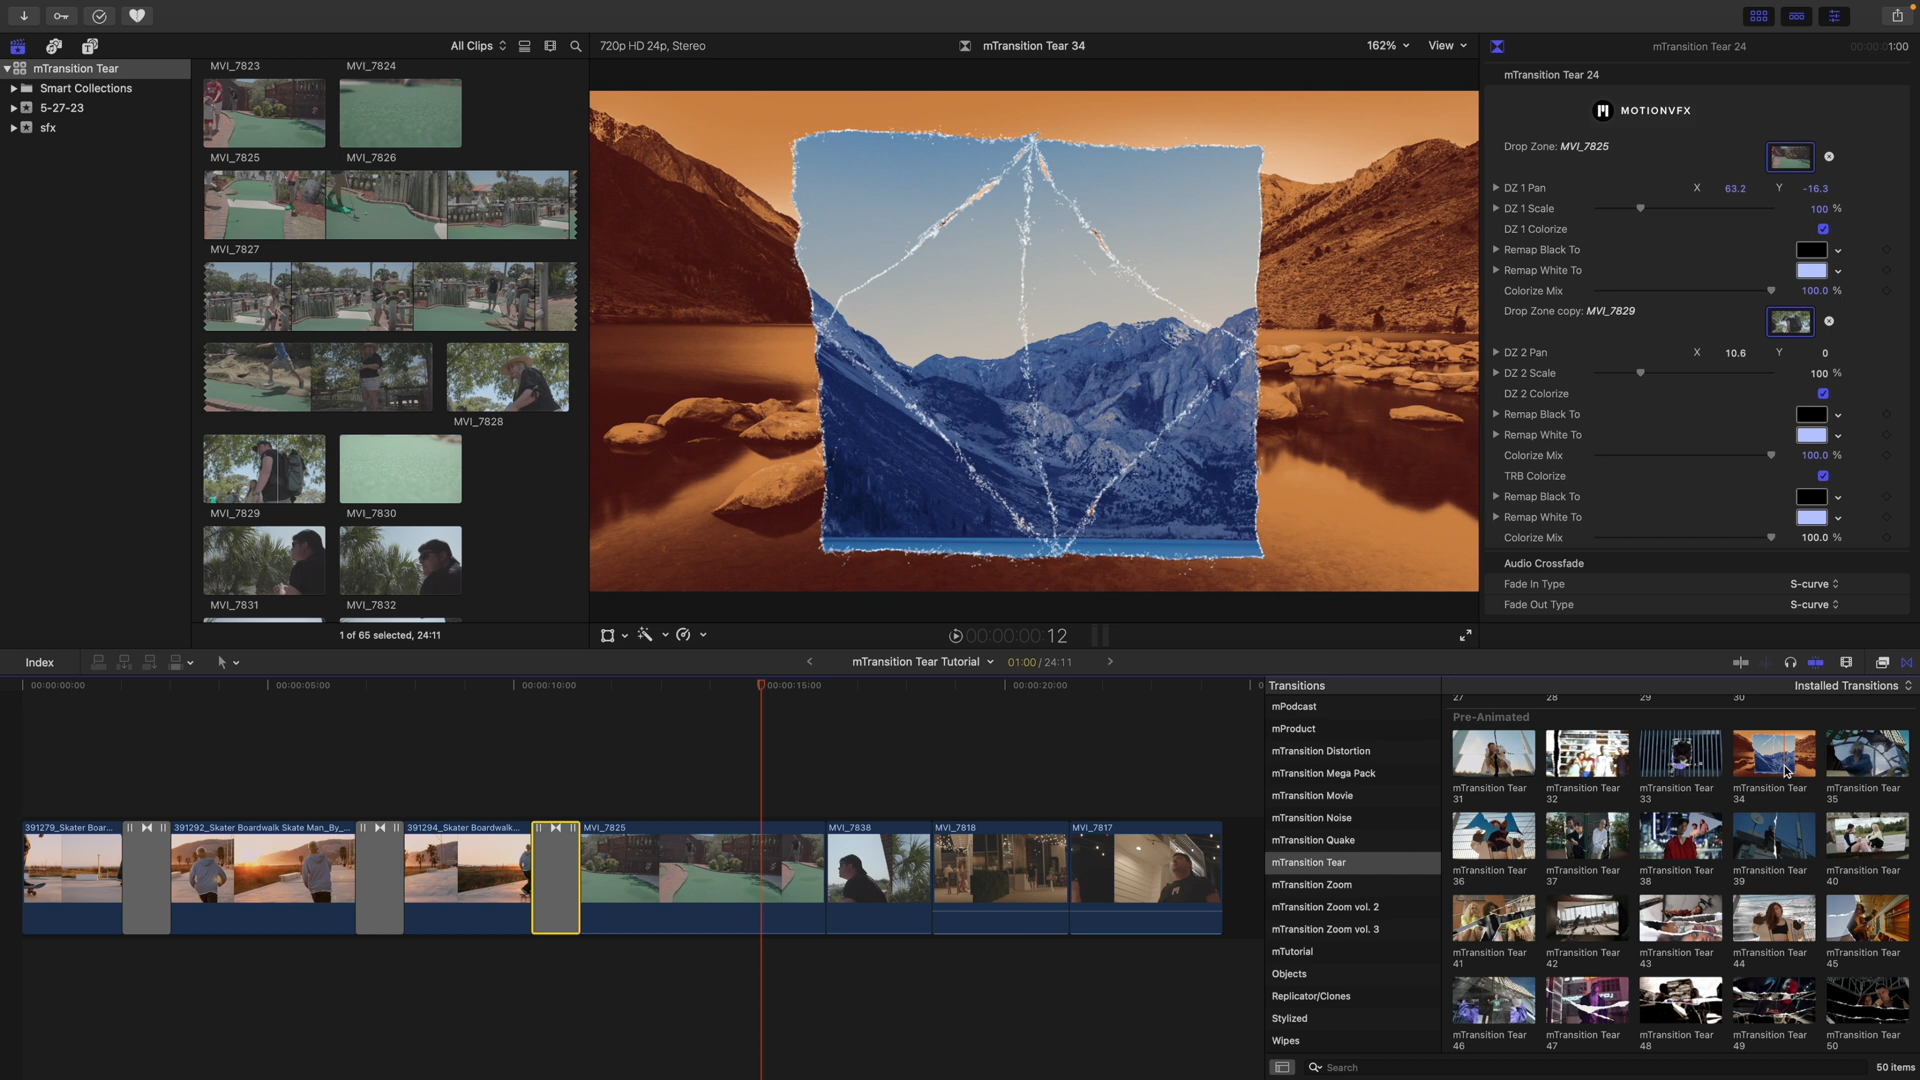 All Clips
720p HD 24p, Stereo
mTransition Tear 34
162%
View
mTransition Tear 24
00:00:01:00
mTransition Tear
Smart Collections
5-27-23
sfx
MVI_7823
MVI_7824
MVI_7825
MVI_7826
MVI_7827
MVI_7828
MVI_7829
MVI_7830
MVI_7831
MVI_7832
1 of 65 selected, 24:11
mTransition Tear 24
MOTIONVFX
Drop Zone: MVI_7825
DZ 1 Pan X 63.2 Y -16.3
DZ 1 Scale 100 %
DZ 1 Colorize
Remap Black To
Remap White To
Colorize Mix 100.0 %
Drop Zone copy: MVI_7829
DZ 2 Pan X 10.6 Y 0
DZ 2 Scale 100 %
DZ 2 Colorize
Remap Black To
Remap White To
Colorize Mix 100.0 %
TRB Colorize
Remap Black To
Remap White To
Colorize Mix 100.0 %
Audio Crossfade
Fade In Type S-curve
Fade Out Type S-curve
00:00:00:12
Index
mTransition Tear Tutorial
01:00 / 24:11
00:00:00:00
00:00:05:00
00:00:10:00
00:00:15:00
00:00:20:00
391279_Skater Boar...
391292_Skater Boardwalk Skate Man_By_...
391294_Skater Boardwalk...
MVI_7825
MVI_7838
MVI_7818
MVI_7817
Transitions
Installed Transitions
mPodcast
mProduct
mTransition Distortion
mTransition Mega Pack
mTransition Movie
mTransition Noise
mTransition Quake
mTransition Tear
mTransition Zoom
mTransition Zoom vol. 2
mTransition Zoom vol. 3
mTutorial
Objects
Replicator/Clones
Stylized
Wipes
27
28
29
30
Pre-Animated
mTransition Tear 31
mTransition Tear 32
mTransition Tear 33
mTransition Tear 34
mTransition Tear 35
mTransition Tear 36
mTransition Tear 37
mTransition Tear 38
mTransition Tear 39
mTransition Tear 40
mTransition Tear 41
mTransition Tear 42
mTransition Tear 43
mTransition Tear 44
mTransition Tear 45
mTransition Tear 46
mTransition Tear 47
mTransition Tear 48
mTransition Tear 49
mTransition Tear 50
Search
50 items